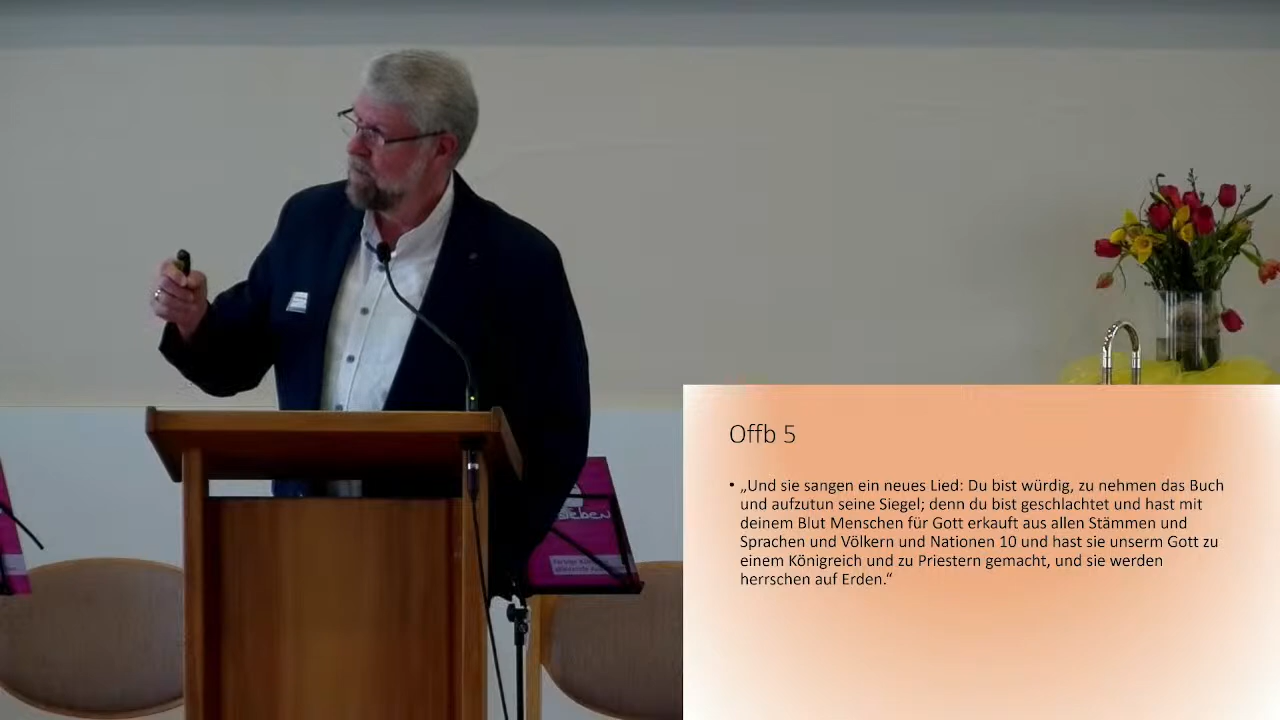 Offb 5
• „Und sie sangen ein neues Lied: Du bist würdig, zu nehmen das Buch
und aufzutun seine Siegel; denn du bist geschlachtet und hast mit
deinem Blut Menschen für Gott erkauft aus allen Stämmen und
Sprachen und Völkern und Nationen 10 und hast sie unserm Gott zu
einem Königreich und zu Priestern gemacht, und sie werden
herrschen auf Erden.“